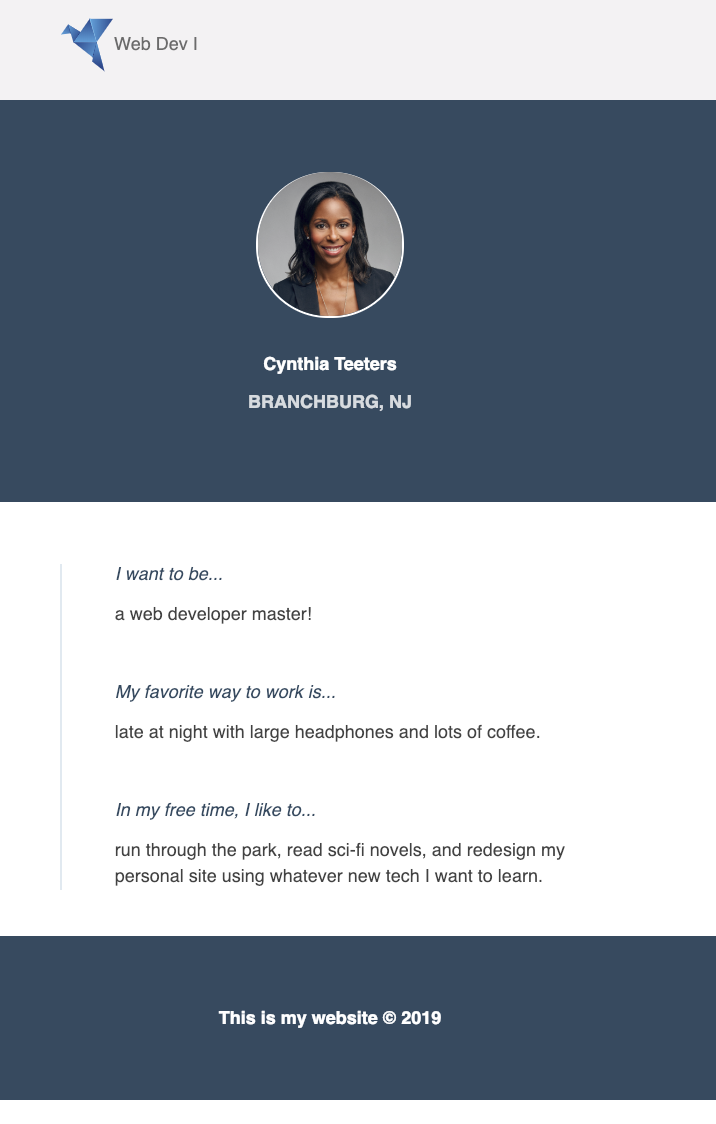 Web Dev I
Cynthia Teeters
BRANCHBURG, NJ
I want to be...
a web developer master!
My favorite way to work is...
late at night with large headphones and lots of coffee.
In my free time, I like to...
run through the park, read sci-fi novels, and redesign my
personal site using whatever new tech I want to learn.
This is my website © 2019